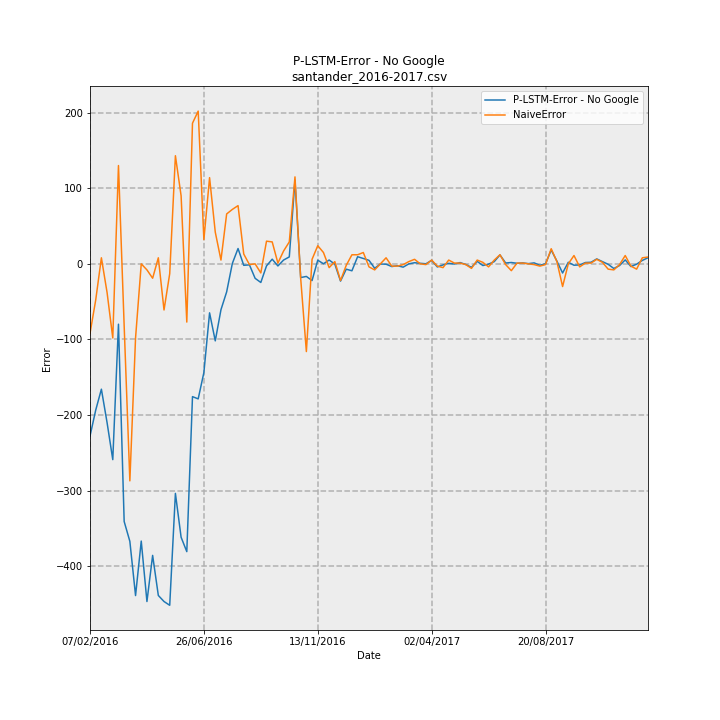 P-LSTM-Error - No Google
santander_2016-2017.csv
P-LSTM-Error - No Google
NaiveError
200
100
0
−100
−200
−300
−400
Error
07/02/2016
26/06/2016
13/11/2016
02/04/2017
20/08/2017
Date